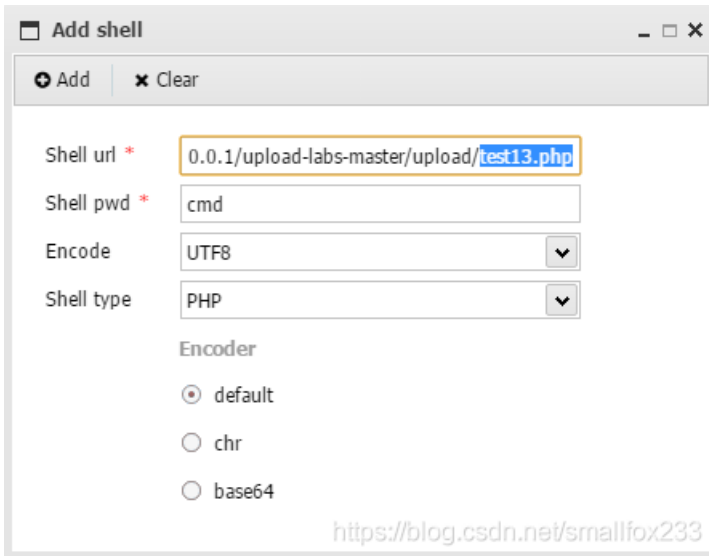 Add shell
Add Clear
Shell url * 0.0.1/upload-labs-master/upload/test13.php
Shell pwd * cmd
Encode UTF8
Shell type PHP
Encoder
default
chr
base64
https://blog.csdn.net/smallfox233